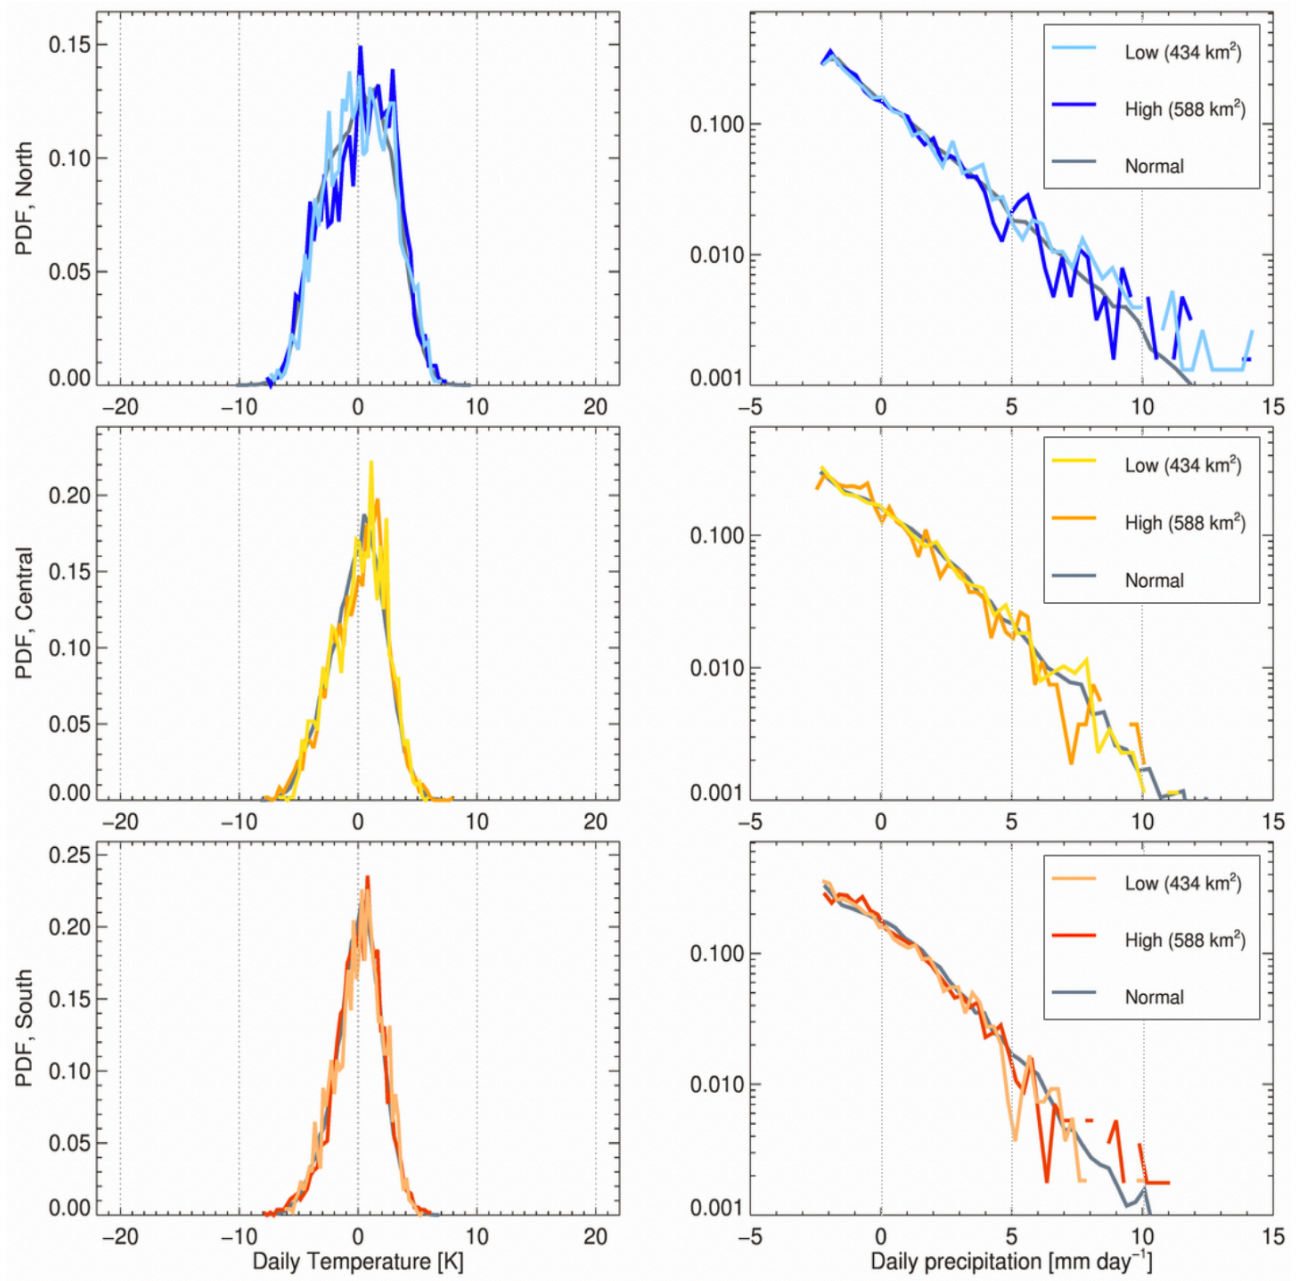 PDF, North
0.15
0.10
0.05
0.00
−20 −10 0 10 20
0.100
0.010
0.001
−5 0 5 10 15
Low (434 km²)
High (588 km²)
Normal
PDF, Central
0.20
0.15
0.10
0.05
0.00
−20 −10 0 10 20
0.100
0.010
0.001
−5 0 5 10 15
Low (434 km²)
High (588 km²)
Normal
PDF, South
0.25
0.20
0.15
0.10
0.05
0.00
−20 −10 0 10 20
Daily Temperature [K]
0.100
0.010
0.001
−5 0 5 10 15
Daily precipitation [mm day⁻¹]
Low (434 km²)
High (588 km²)
Normal